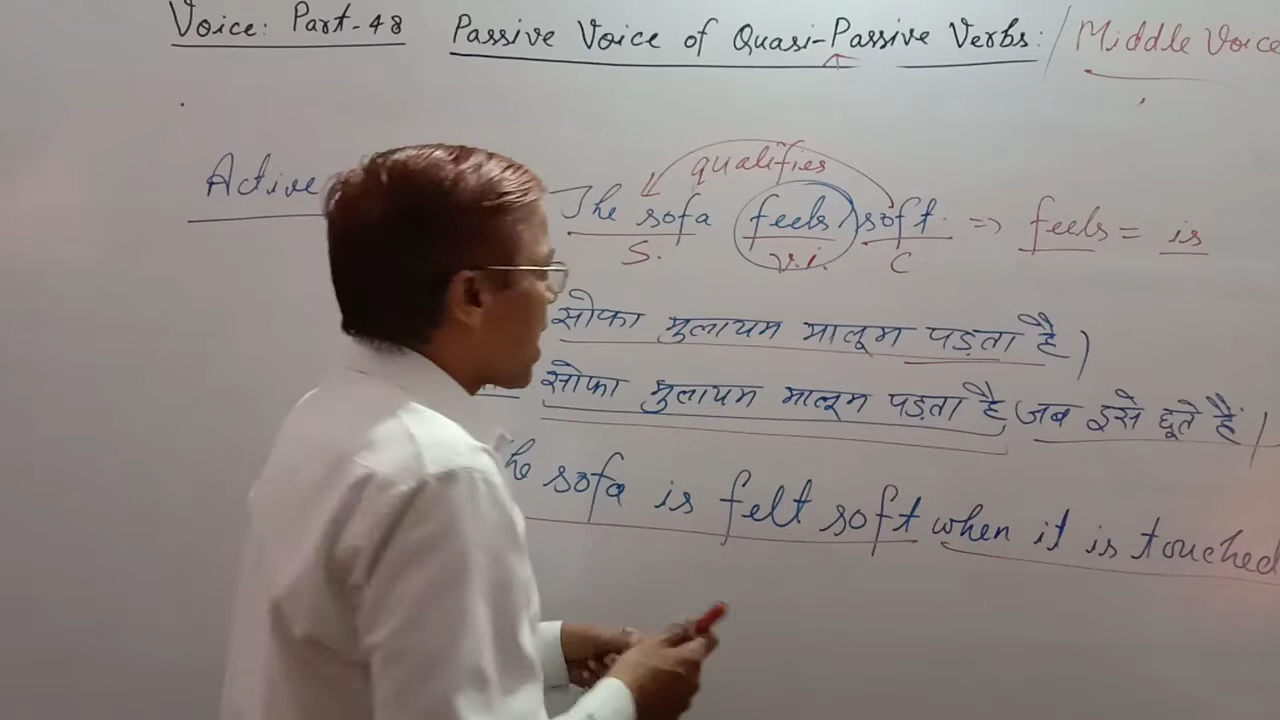 Voice: Part-48 Passive Voice of Quasi-Passive Verbs: / Middle Voice
qualifies
Active The sofa feels soft. => feels = is
S. v.i. C
सोफा मुलायम मालूम पड़ता है)
सोफा मुलायम मालूम पड़ता है जब इसे छूते हैं।
he sofa is felt soft when it is touched